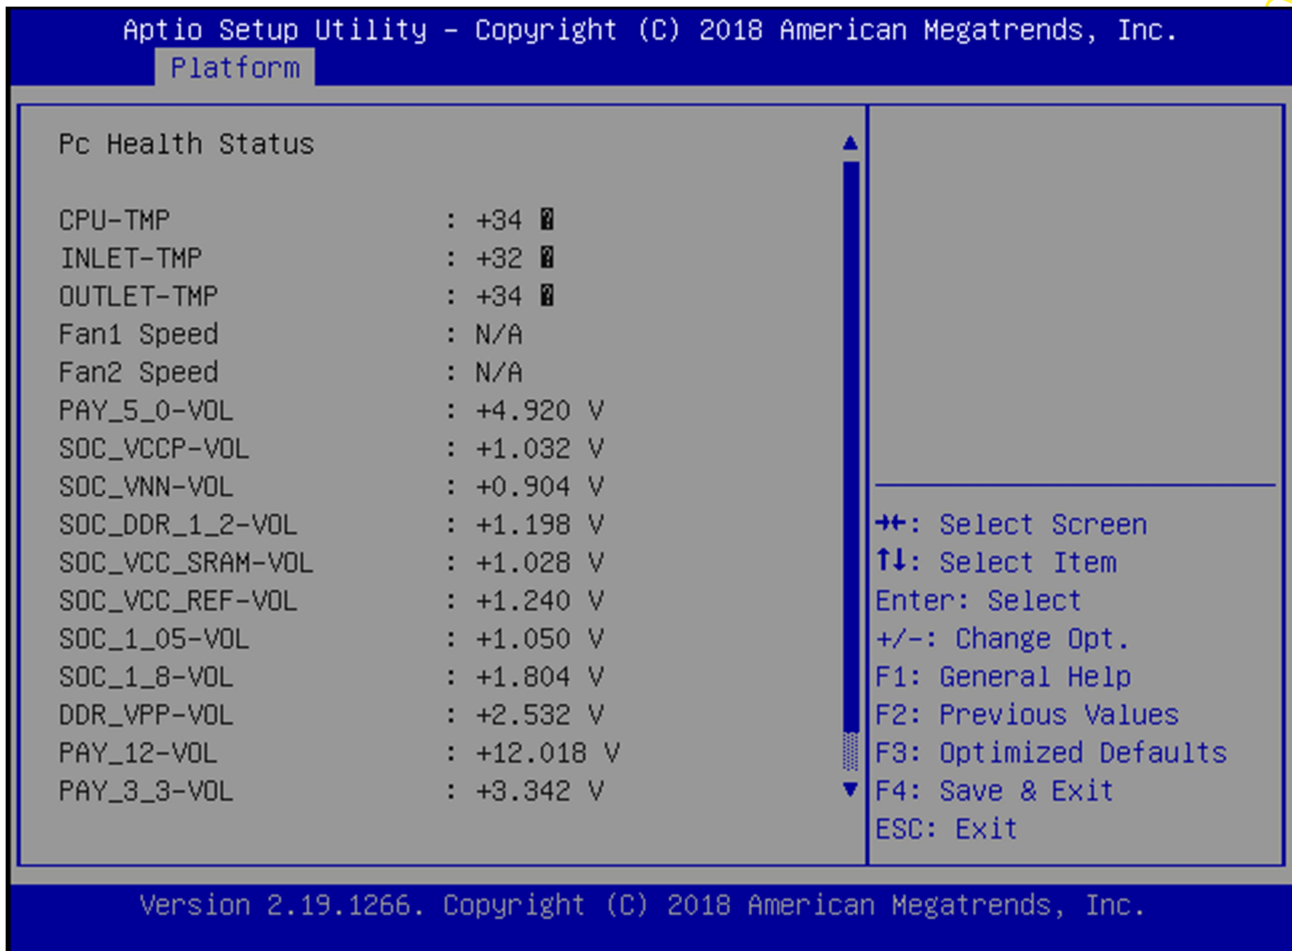 Aptio Setup Utility – Copyright (C) 2018 American Megatrends, Inc.
Platform
Pc Health Status
CPU-TMP : +34 �
INLET-TMP : +32 �
OUTLET-TMP : +34 �
Fan1 Speed : N/A
Fan2 Speed : N/A
PAY_5_0-VOL : +4.920 V
SOC_VCCP-VOL : +1.032 V
SOC_VNN-VOL : +0.904 V
SOC_DDR_1_2-VOL : +1.198 V
SOC_VCC_SRAM-VOL : +1.028 V
SOC_VCC_REF-VOL : +1.240 V
SOC_1_05-VOL : +1.050 V
SOC_1_8-VOL : +1.804 V
DDR_VPP-VOL : +2.532 V
PAY_12-VOL : +12.018 V
PAY_3_3-VOL : +3.342 V
→←: Select Screen
↑↓: Select Item
Enter: Select
+/-: Change Opt.
F1: General Help
F2: Previous Values
F3: Optimized Defaults
F4: Save & Exit
ESC: Exit
Version 2.19.1266. Copyright (C) 2018 American Megatrends, Inc.